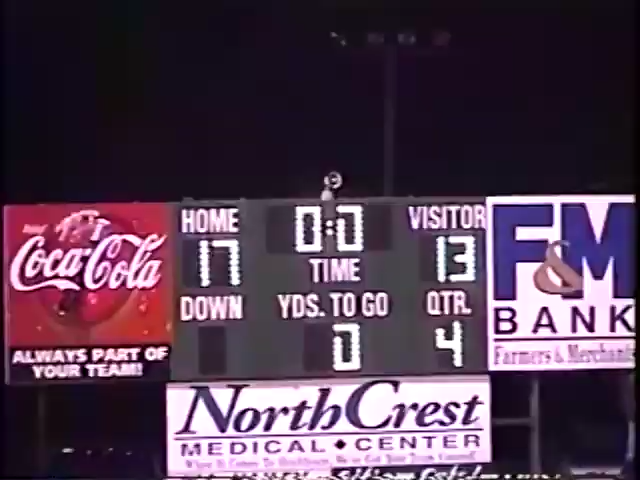 HOME
0:0
VISITOR
17
TIME
13
DOWN
YDS. TO GO
QTR.
0
4
Coca-Cola
ALWAYS PART OF
YOUR TEAM!
F&M
BANK
Farmers & Merchants
NorthCrest
MEDICAL ◆ CENTER